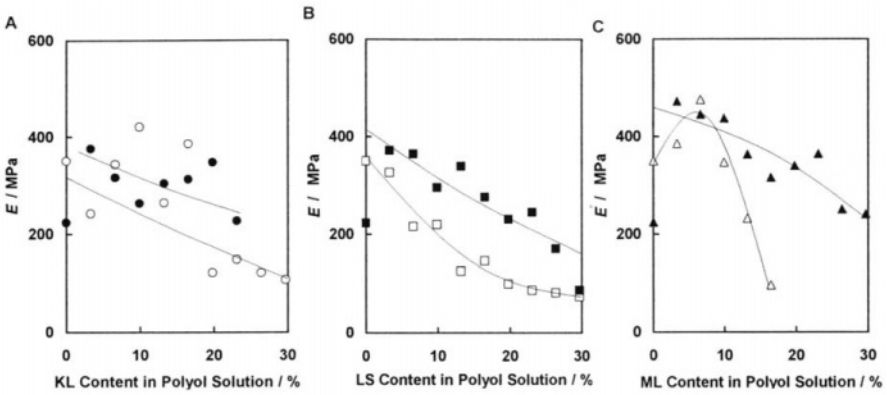 A
600
400
200
0
E / MPa
0 10 20 30
KL Content in Polyol Solution / %
B
600
400
200
0
E / MPa
0 10 20 30
LS Content in Polyol Solution / %
C
600
400
200
0
E / MPa
0 10 20 30
ML Content in Polyol Solution / %